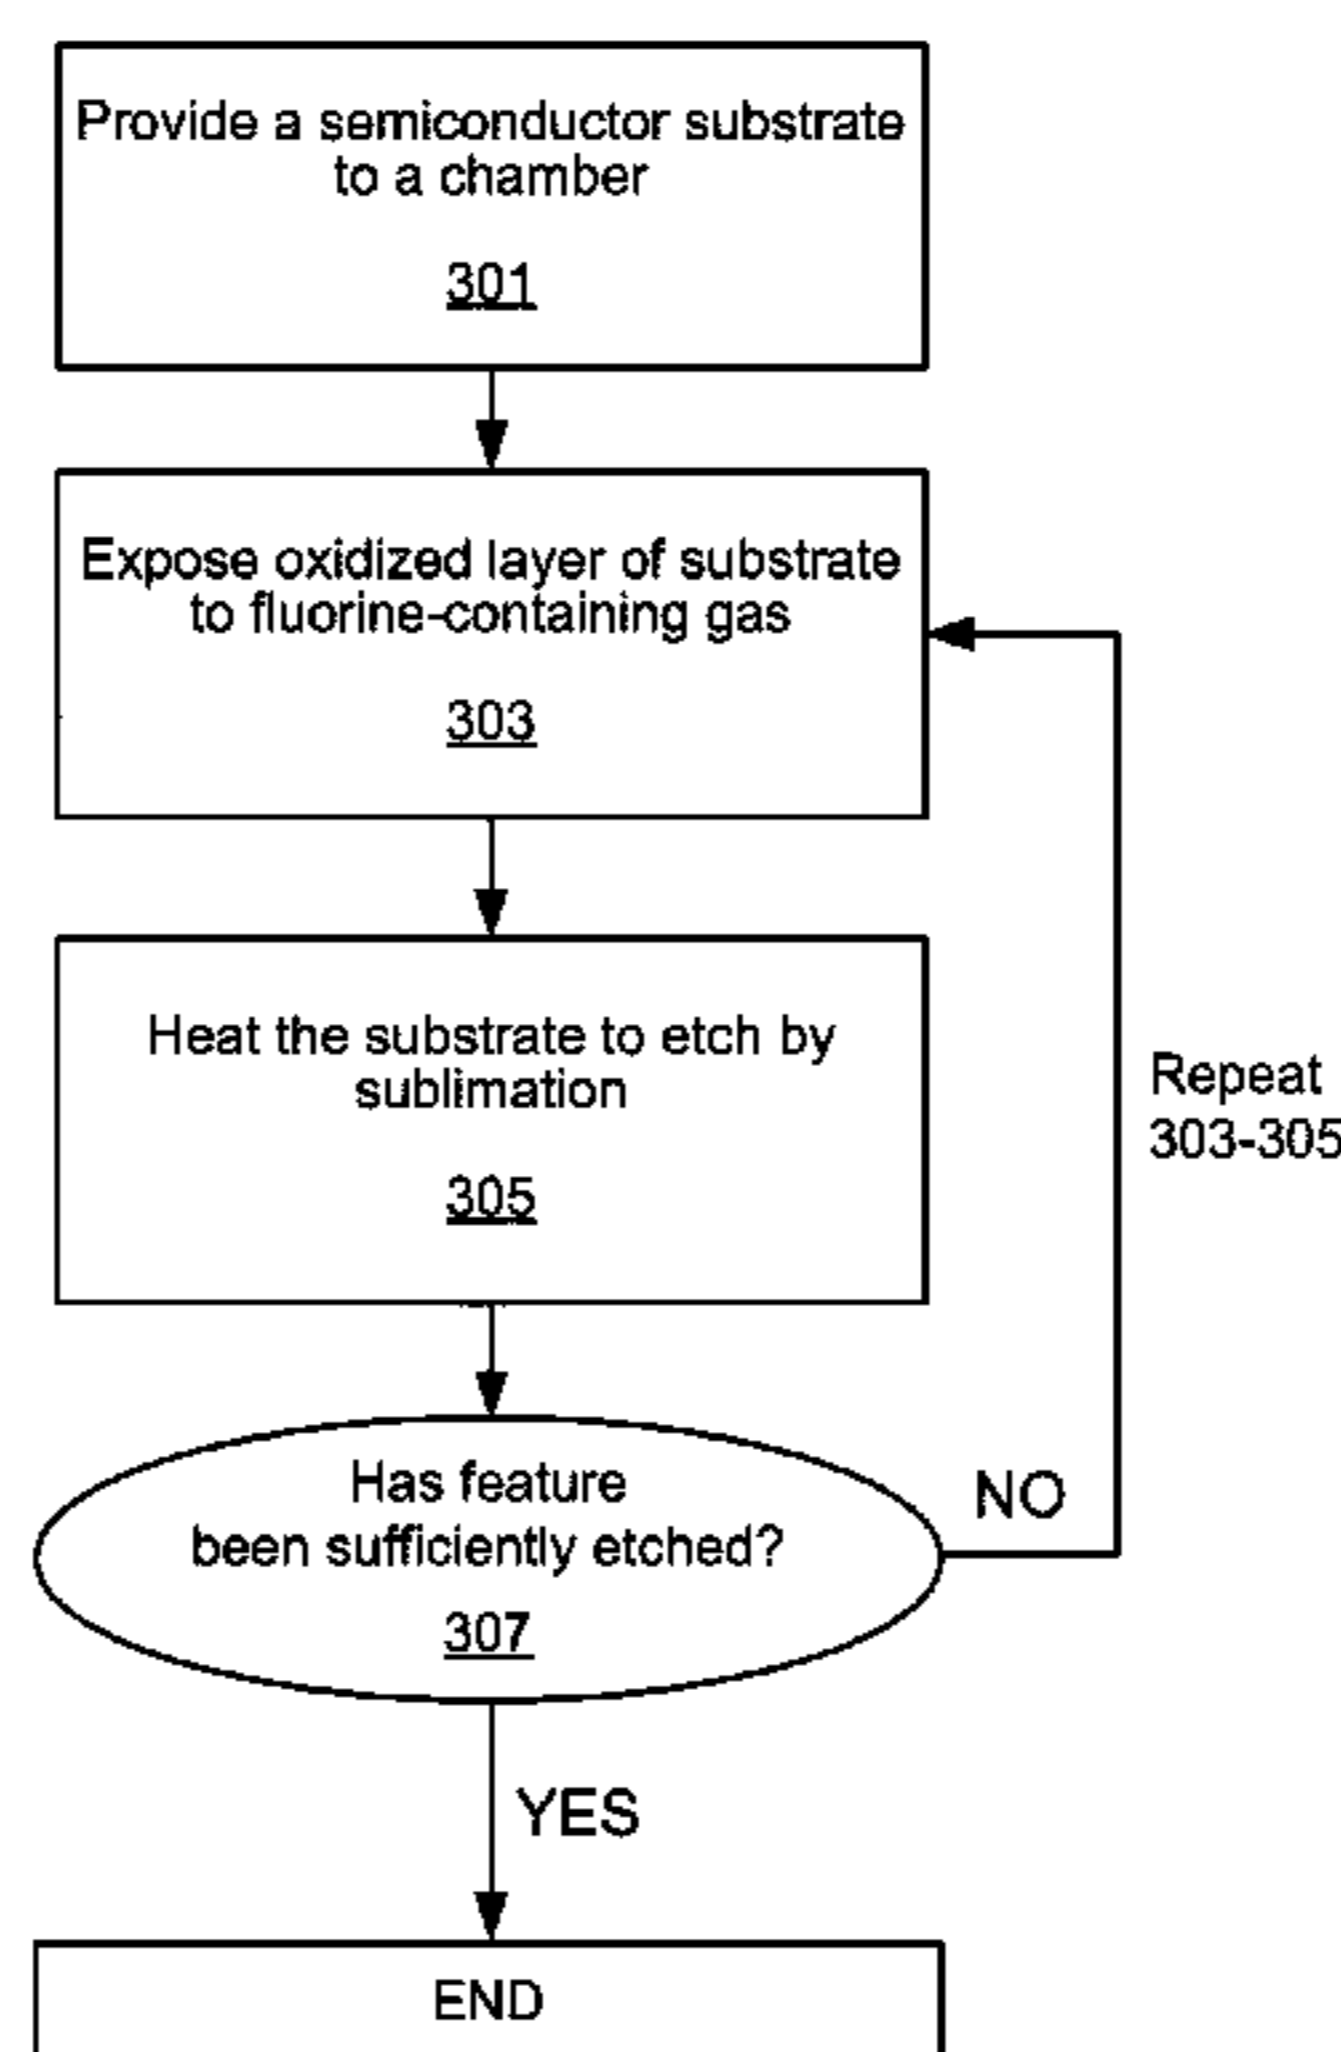 Provide a semiconductor substrate
to a chamber
301
Expose oxidized layer of substrate
to fluorine-containing gas
303
Heat the substrate to etch by
sublimation
305
Repeat
303-305
Has feature
been sufficiently etched?
307
NO
YES
END